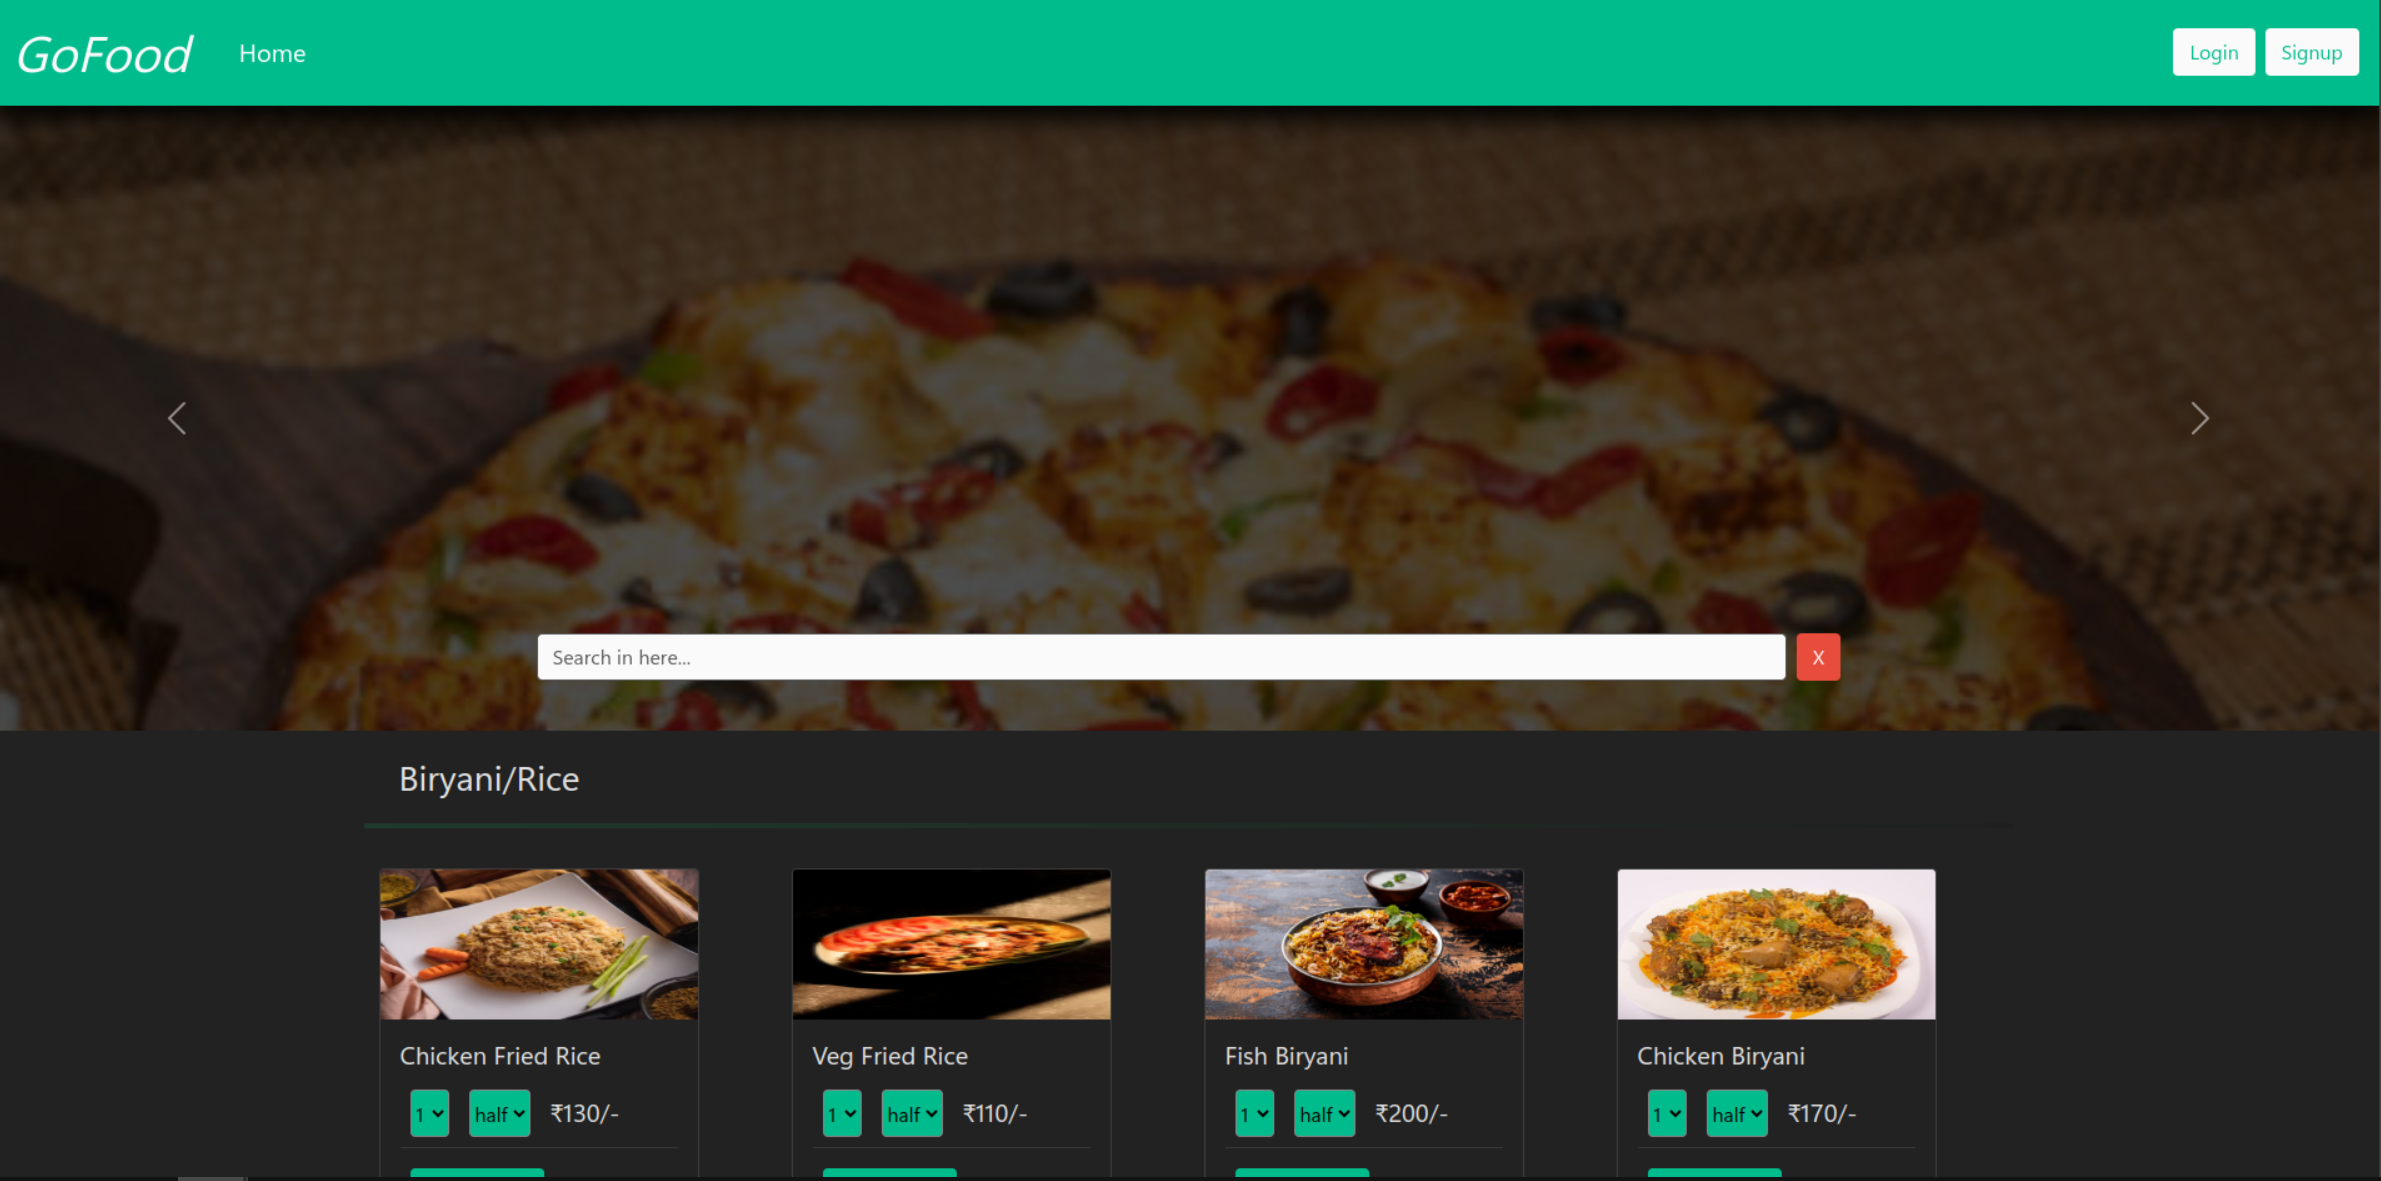 GoFood Home Login Signup
Search in here... X
Biryani/Rice
Chicken Fried Rice
1 half ₹130/-
Veg Fried Rice
1 half ₹110/-
Fish Biryani
1 half ₹200/-
Chicken Biryani
1 half ₹170/-